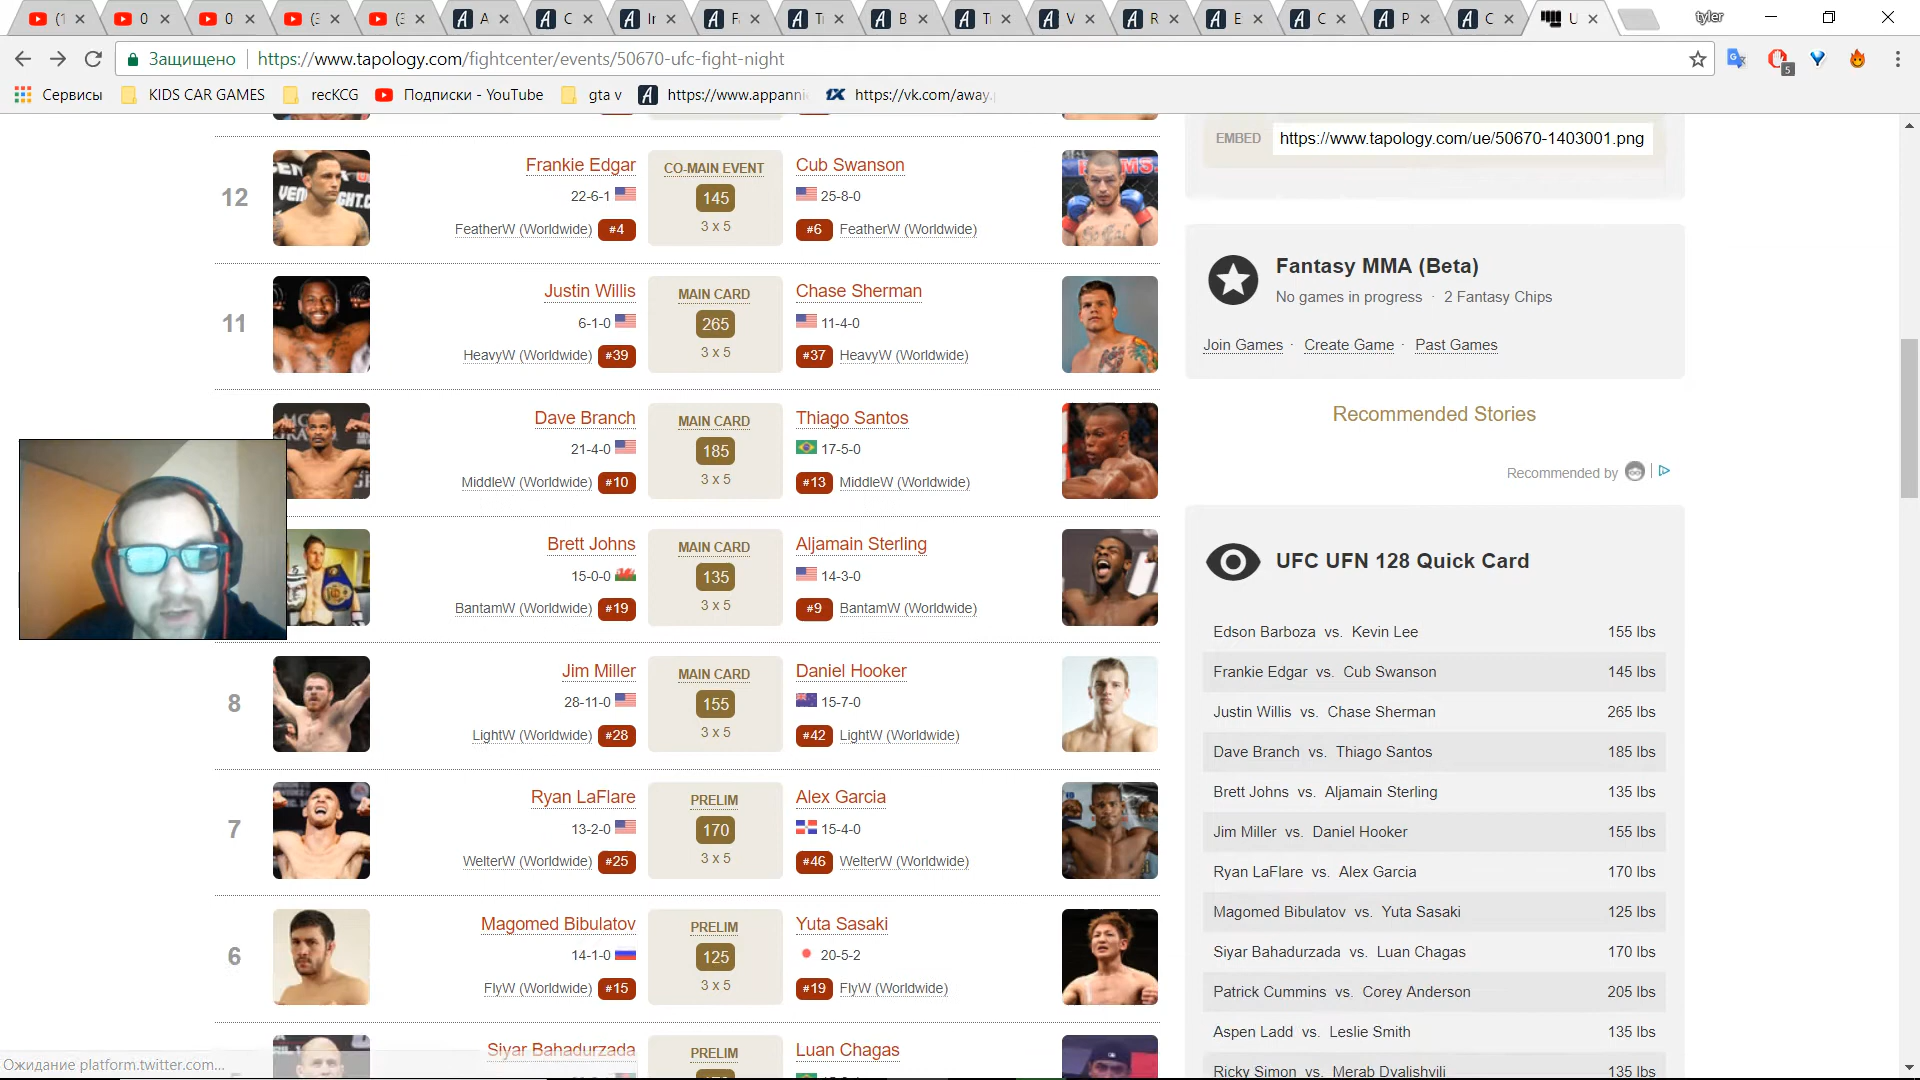 (1
0
0
(3
(3
A
C
Ir
F
T
B
T
V
R
E
C
P
C
U
tyler
Защищено
https://www.tapology.com/fightcenter/events/50670-ufc-fight-night
5
Сервисы
KIDS CAR GAMES
recKCG
Подписки - YouTube
gta v
https://www.appanni
https://vk.com/away.
12
Frankie Edgar
22-6-1
FeatherW (Worldwide) #4
CO-MAIN EVENT
145
3 x 5
Cub Swanson
25-8-0
#6 FeatherW (Worldwide)
11
Justin Willis
6-1-0
HeavyW (Worldwide) #39
MAIN CARD
265
3 x 5
Chase Sherman
11-4-0
#37 HeavyW (Worldwide)
Dave Branch
21-4-0
MiddleW (Worldwide) #10
MAIN CARD
185
3 x 5
Thiago Santos
17-5-0
#13 MiddleW (Worldwide)
Brett Johns
15-0-0
BantamW (Worldwide) #19
MAIN CARD
135
3 x 5
Aljamain Sterling
14-3-0
#9 BantamW (Worldwide)
8
Jim Miller
28-11-0
LightW (Worldwide) #28
MAIN CARD
155
3 x 5
Daniel Hooker
15-7-0
#42 LightW (Worldwide)
7
Ryan LaFlare
13-2-0
WelterW (Worldwide) #25
PRELIM
170
3 x 5
Alex Garcia
15-4-0
#46 WelterW (Worldwide)
6
Magomed Bibulatov
14-1-0
FlyW (Worldwide) #15
PRELIM
125
3 x 5
Yuta Sasaki
20-5-2
#19 FlyW (Worldwide)
Siyar Bahadurzada
PRELIM
Luan Chagas
EMBED https://www.tapology.com/ue/50670-1403001.png
Fantasy MMA (Beta)
No games in progress · 2 Fantasy Chips
Join Games · Create Game · Past Games
Recommended Stories
Recommended by
UFC UFN 128 Quick Card
Edson Barboza vs. Kevin Lee 155 lbs
Frankie Edgar vs. Cub Swanson 145 lbs
Justin Willis vs. Chase Sherman 265 lbs
Dave Branch vs. Thiago Santos 185 lbs
Brett Johns vs. Aljamain Sterling 135 lbs
Jim Miller vs. Daniel Hooker 155 lbs
Ryan LaFlare vs. Alex Garcia 170 lbs
Magomed Bibulatov vs. Yuta Sasaki 125 lbs
Siyar Bahadurzada vs. Luan Chagas 170 lbs
Patrick Cummins vs. Corey Anderson 205 lbs
Aspen Ladd vs. Leslie Smith 135 lbs
Ricky Simon vs. Merab Dvalishvili 135 lbs
Ожидание platform.twitter.com...